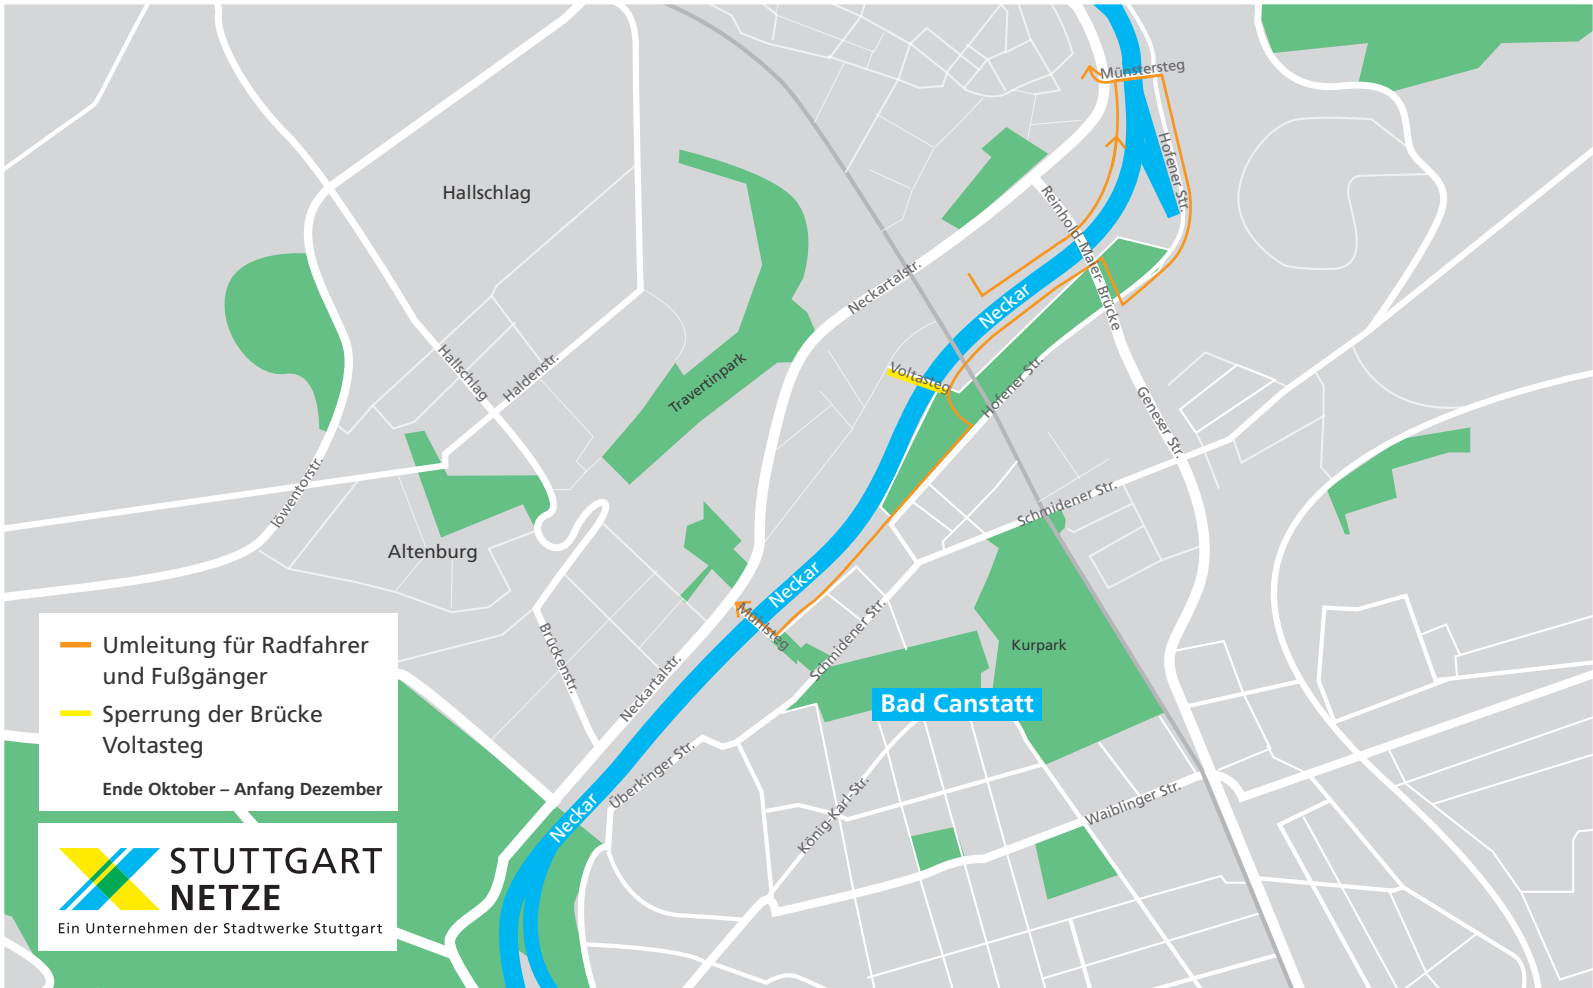 Münstersteg
Hofener Str.
Hallschlag
Reinhold-Maier- Brücke
Neckartalstr.
Neckar
Voltasteg
Hallschlag
Haldenstr.
Travertinpark
Hofener Str.
Geneser Str.
löwentorstr.
Schmidener Str.
Altenburg
Neckar
Mühlsteg
Schmidener Str.
Brückenstr.
Neckartalstr.
Kurpark
Umleitung für Radfahrer
und Fußgänger
Sperrung der Brücke
Voltasteg
Ende Oktober – Anfang Dezember
Bad Canstatt
Überkinger Str.
Neckar
König-Karl-Str.
Waiblinger Str.
STUTTGART
NETZE
Ein Unternehmen der Stadtwerke Stuttgart